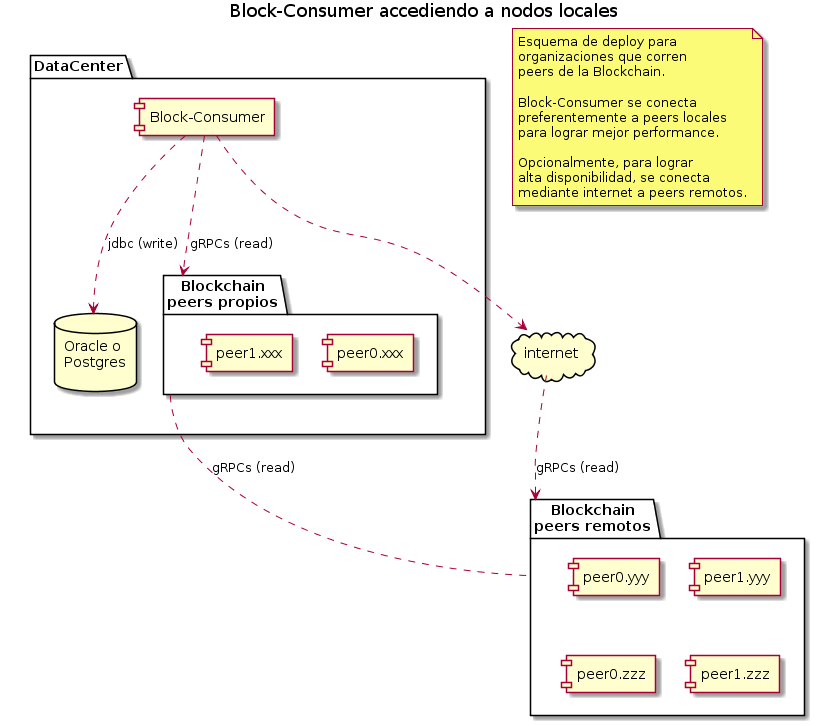 Block-Consumer accediendo a nodos locales
Esquema de deploy para
organizaciones que corren
peers de la Blockchain.
Block-Consumer se conecta
preferentemente a peers locales
para lograr mejor performance.
Opcionalmente, para lograr
alta disponibilidad, se conecta
mediante internet a peers remotos.
DataCenter
Block-Consumer
jdbc (write)
gRPCs (read)
Blockchain
peers propios
Oracle o
Postgres
peer1.xxx
peer0.xxx
internet
gRPCs (read)
gRPCs (read)
Blockchain
peers remotos
peer0.yyy
peer1.yyy
peer0.zzz
peer1.zzz